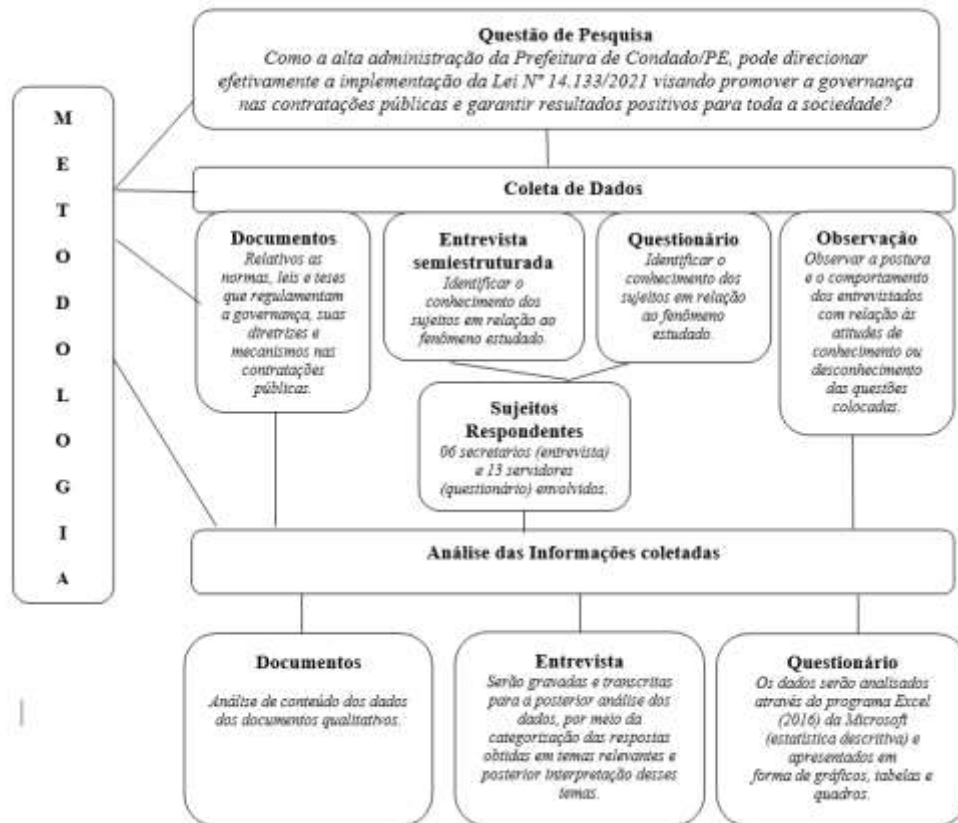 M
E
T
O
D
O
L
O
G
I
A
Questão de Pesquisa
Como a alta administração da Prefeitura de Condado/PE, pode direcionar
efetivamente a implementação da Lei Nº 14.133/2021 visando promover a governança
nas contratações públicas e garantir resultados positivos para toda a sociedade?
Coleta de Dados
Documentos
Relativos as
normas, leis e teses
que regulamentam
a governança, suas
diretrizes e
mecanismos nas
contratações
públicas.
Entrevista
semiestruturada
Identificar o
conhecimento dos
sujeitos em relação ao
fenômeno estudado.
Questionário
Identificar o
conhecimento dos
sujeitos em relação
ao fenômeno
estudado.
Observação
Observar a postura
e o comportamento
dos entrevistados
com relação às
atitudes de
conhecimento ou
desconhecimento
das questões
colocadas.
Sujeitos
Respondentes
06 secretarios (entrevista)
e 13 servidores
(questionário) envolvidos.
Análise das Informações coletadas
Documentos
Análise de conteúdo dos dados
dos documentos qualitativos.
Entrevista
Serão gravadas e transcritas
para a posterior análise dos
dados, por meio da
categorização das respostas
obtidas em temas relevantes e
posterior interpretação desses
temas.
Questionário
Os dados serão analisados
através do programa Excel
(2016) da Microsoft
(estatística descritiva) e
apresentados em
forma de gráficos, tabelas e
quadros.